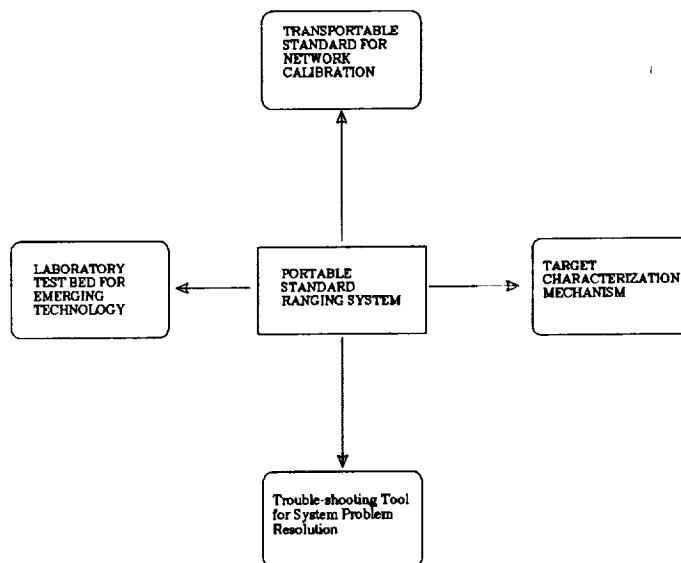 TRANSPORTABLE
STANDARD FOR
NETWORK
CALIBRATION
LABORATORY
TEST BED FOR
EMERGING
TECHNOLOGY
PORTABLE
STANDARD
RANGING SYSTEM
TARGET
CHARACTERIZATION
MECHANISM
Trouble-shooting Tool
for System Problem
Resolution